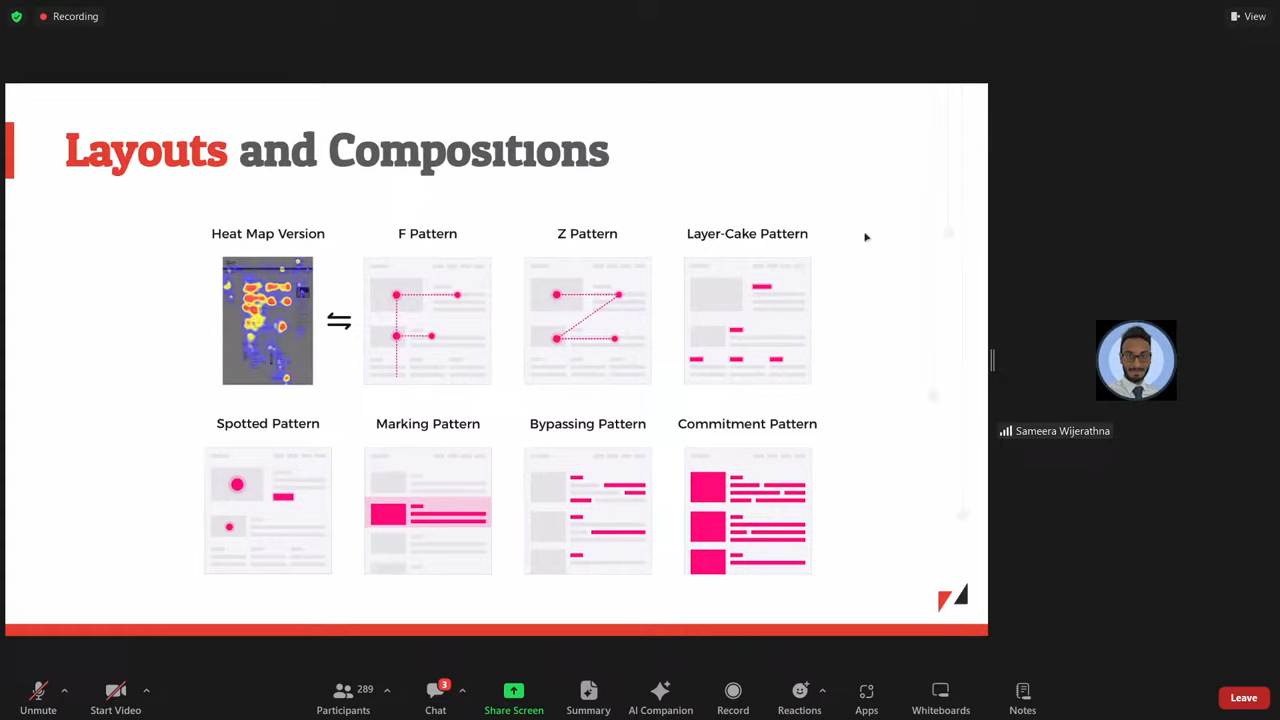 Recording
View
Layouts and Compositions
Heat Map Version
F Pattern
Z Pattern
Layer-Cake Pattern
Spotted Pattern
Marking Pattern
Bypassing Pattern
Commitment Pattern
Sameera Wijerathna
Unmute
Start Video
289
Participants
3
Chat
Share Screen
Summary
AI Companion
Record
Reactions
Apps
Whiteboards
Notes
Leave